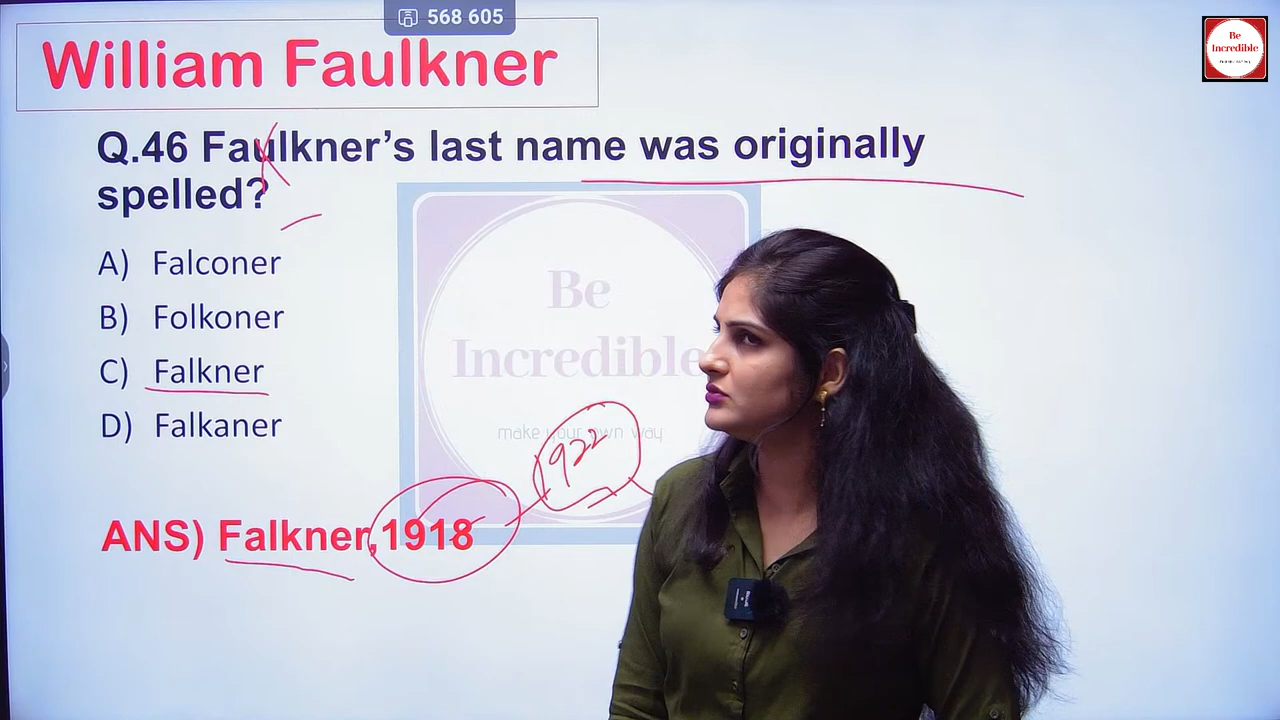 568 605
William Faulkner
Be
Incredible
Q.46 Faulkner's last name was originally
spelled?
A) Falconer
B) Folkoner
C) Falkner
D) Falkaner
Be
Incredible
make your own way
922
ANS) Falkner,1918